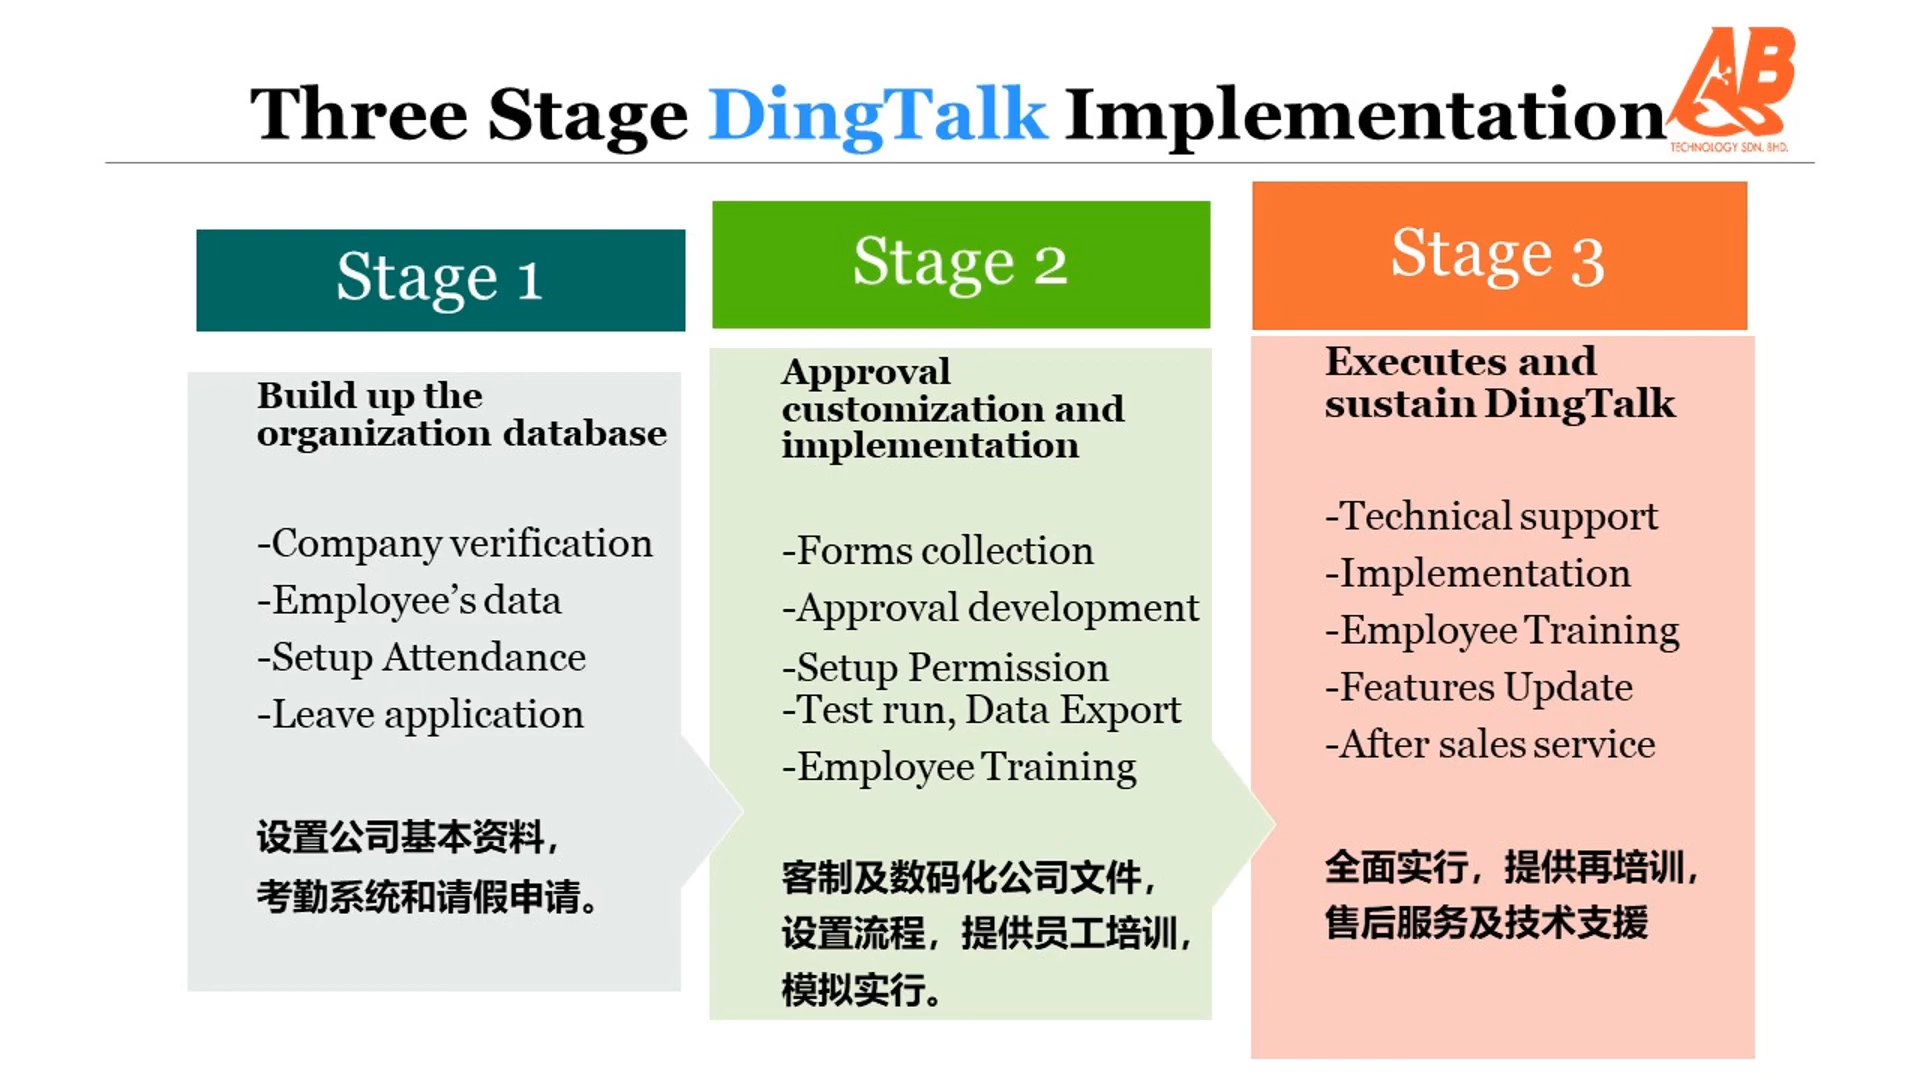 Three Stage DingTalk Implementation
AB
TECHNOLOGY SDN. BHD.
Stage 1
Build up the
organization database
-Company verification
-Employee’s data
-Setup Attendance
-Leave application
设置公司基本资料，
考勤系统和请假申请。
Stage 2
Approval
customization and
implementation
-Forms collection
-Approval development
-Setup Permission
-Test run, Data Export
-Employee Training
客制及数码化公司文件，
设置流程，提供员工培训，
模拟实行。
Stage 3
Executes and
sustain DingTalk
-Technical support
-Implementation
-Employee Training
-Features Update
-After sales service
全面实行，提供再培训，
售后服务及技术支援